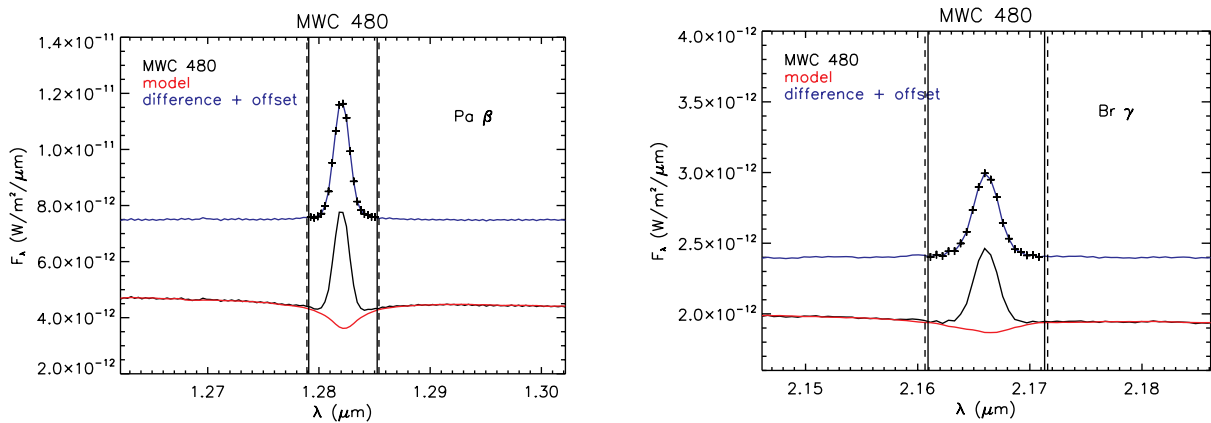 MWC 480
1.4×10⁻¹¹
1.2×10⁻¹¹
1.0×10⁻¹¹
8.0×10⁻¹²
6.0×10⁻¹²
4.0×10⁻¹²
2.0×10⁻¹²
F_λ (W/m²/μm)
MWC 480
model
difference + offset
Pa β
1.27 1.28 1.29 1.30
λ (μm)
MWC 480
4.0×10⁻¹²
3.5×10⁻¹²
3.0×10⁻¹²
2.5×10⁻¹²
2.0×10⁻¹²
F_λ (W/m²/μm)
MWC 480
model
difference + offset
Br γ
2.15 2.16 2.17 2.18
λ (μm)